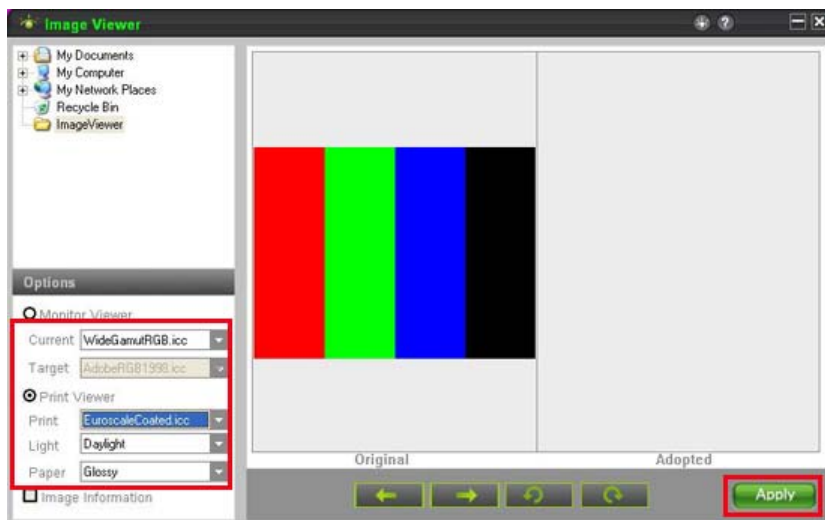 Image Viewer
My Documents
My Computer
My Network Places
Recycle Bin
ImageViewer
Options
Monitor Viewer
Current WideGamutRGB.icc
Target AdobeRGB1998.icc
Print Viewer
Print EuroscaleCoated.icc
Light Daylight
Paper Glossy
Image Information
Original Adopted
Apply